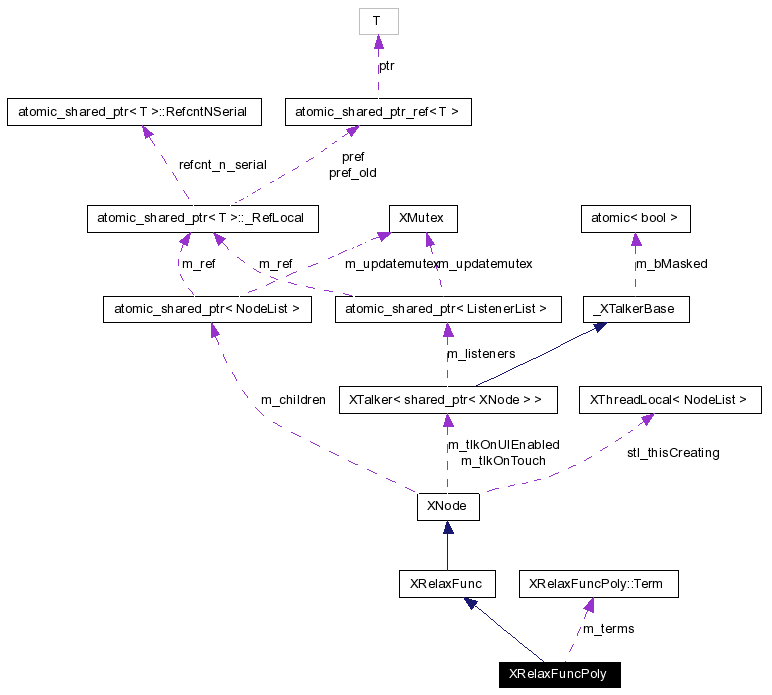 T
ptr
atomic_shared_ptr< T >::RefcntNSerial
atomic_shared_ptr_ref< T >
refcnt_n_serial
pref
pref_old
atomic_shared_ptr< T >::_RefLocal
XMutex
atomic< bool >
m_ref
m_ref
m_updatemutex
m_updatemutex
m_bMasked
atomic_shared_ptr< NodeList >
atomic_shared_ptr< ListenerList >
_XTalkerBase
m_listeners
m_children
XTalker< shared_ptr< XNode > >
XThreadLocal< NodeList >
m_tlkOnUIEnabled
m_tlkOnTouch
stl_thisCreating
XNode
XRelaxFunc
XRelaxFuncPoly::Term
m_terms
XRelaxFuncPoly